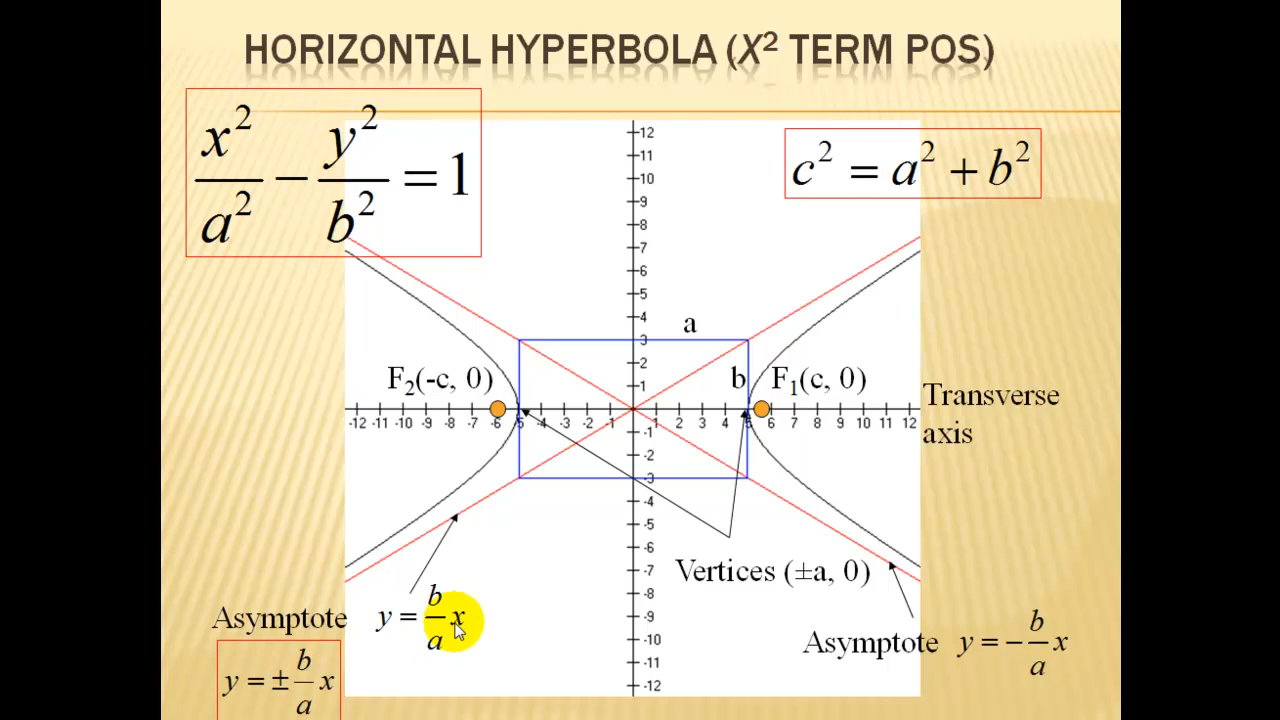 HORIZONTAL HYPERBOLA (X² TERM POS)
x²/a² − y²/b² = 1
c² = a² + b²
12
11
10
9
8
7
6
5
4
3
2
1
a
b
F₂(-c, 0)
F₁(c, 0)
Transverse
axis
-12 -11 -10 -9 -8 -7 -6 -5 -4 -3 -2 -1 1 2 3 4 5 6 7 8 9 10 11 12
-1
-2
-3
-4
-5
-6
-7
-8
-9
-10
-11
-12
Vertices (±a, 0)
Asymptote y = b/a x
Asymptote y = − b/a x
y = ± b/a x